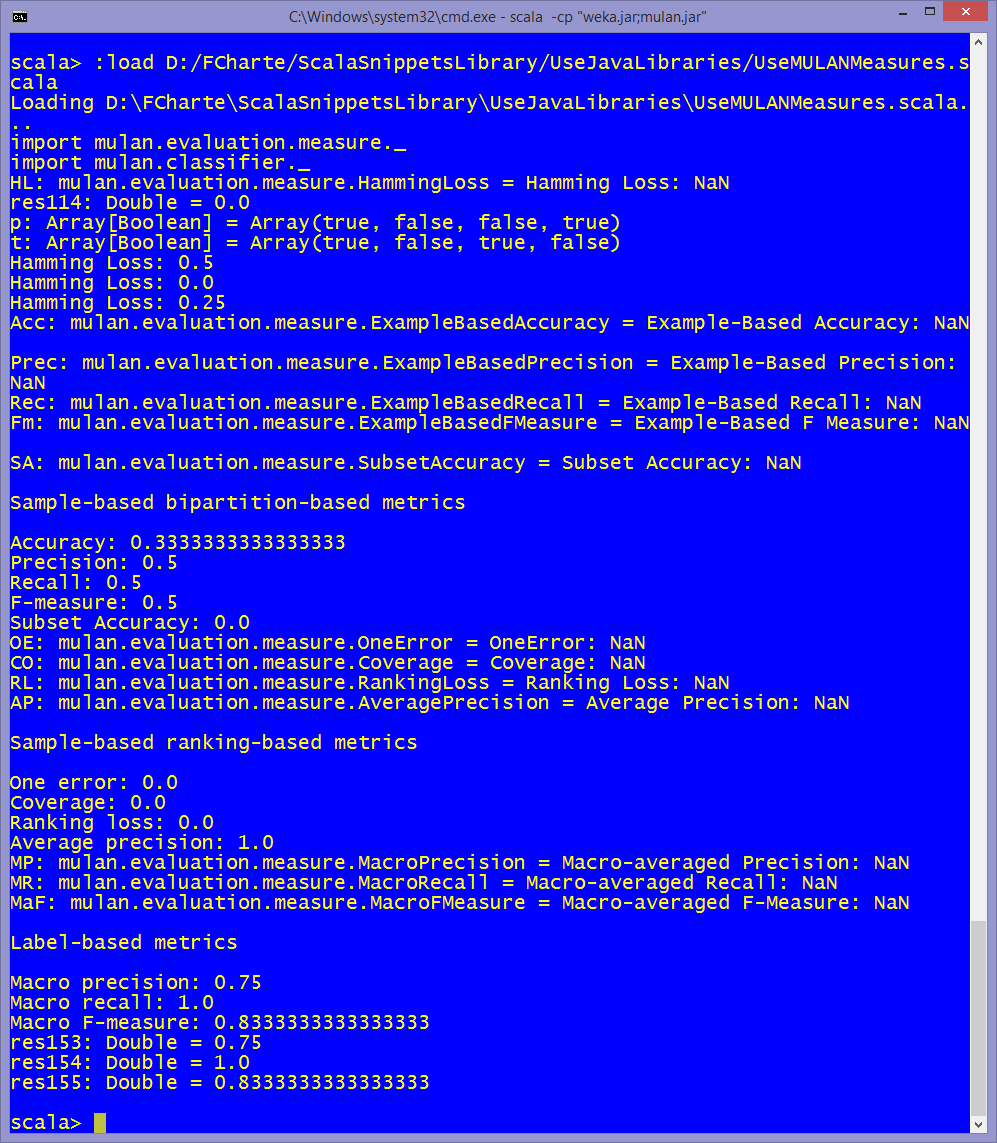 C:\Windows\system32\cmd.exe - scala  -cp "weka.jar;mulan.jar"
scala> :load D:/FCharte/ScalaSnippetsLibrary/UseJavaLibraries/UseMULANMeasures.s
cala
Loading D:\FCharte\ScalaSnippetsLibrary\UseJavaLibraries\UseMULANMeasures.scala.
..
import mulan.evaluation.measure._
import mulan.classifier._
HL: mulan.evaluation.measure.HammingLoss = Hamming Loss: NaN
res114: Double = 0.0
p: Array[Boolean] = Array(true, false, false, true)
t: Array[Boolean] = Array(true, false, true, false)
Hamming Loss: 0.5
Hamming Loss: 0.0
Hamming Loss: 0.25
Acc: mulan.evaluation.measure.ExampleBasedAccuracy = Example-Based Accuracy: NaN
Prec: mulan.evaluation.measure.ExampleBasedPrecision = Example-Based Precision:
NaN
Rec: mulan.evaluation.measure.ExampleBasedRecall = Example-Based Recall: NaN
Fm: mulan.evaluation.measure.ExampleBasedFMeasure = Example-Based F Measure: NaN
SA: mulan.evaluation.measure.SubsetAccuracy = Subset Accuracy: NaN
Sample-based bipartition-based metrics
Accuracy: 0.3333333333333333
Precision: 0.5
Recall: 0.5
F-measure: 0.5
Subset Accuracy: 0.0
OE: mulan.evaluation.measure.OneError = OneError: NaN
CO: mulan.evaluation.measure.Coverage = Coverage: NaN
RL: mulan.evaluation.measure.RankingLoss = Ranking Loss: NaN
AP: mulan.evaluation.measure.AveragePrecision = Average Precision: NaN
Sample-based ranking-based metrics
One error: 0.0
Coverage: 0.0
Ranking loss: 0.0
Average precision: 1.0
MP: mulan.evaluation.measure.MacroPrecision = Macro-averaged Precision: NaN
MR: mulan.evaluation.measure.MacroRecall = Macro-averaged Recall: NaN
MaF: mulan.evaluation.measure.MacroFMeasure = Macro-averaged F-Measure: NaN
Label-based metrics
Macro precision: 0.75
Macro recall: 1.0
Macro F-measure: 0.8333333333333333
res153: Double = 0.75
res154: Double = 1.0
res155: Double = 0.8333333333333333
scala>